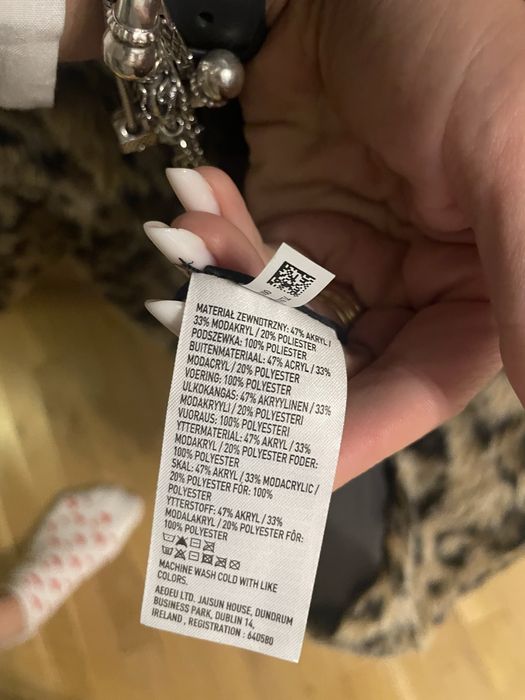 MATERIAŁ ZEWNĘTRZNY: 47% AKRYL /
33% MODAKRYL / 20% POLIESTER
PODSZEWKA: 100% POLIESTER
BUITENMATERIAAL: 47% ACRYL / 33%
MODACRYL / 20% POLYESTER
VOERING: 100% POLYESTER
ULKOKANGAS: 47% AKRYYLINEN / 33%
MODAKRYYLI / 20% POLYESTERI
VUORAUS: 100% POLYESTERI
YTTERMATERIAL: 47% AKRYL / 33%
MODAKRYL / 20% POLYESTER FODER:
100% POLYESTER
SKAL: 47% AKRYL / 33% MODACRYLIC /
20% POLYESTER FÖR: 100%
POLYESTER
YTTERSTOFF: 47% AKRYL / 33%
MODALAKRYL / 20% POLYESTER FÔR:
100% POLYESTER
MACHINE WASH COLD WITH LIKE
COLORS.
AEOEU LTD. JAISUN HOUSE, DUNDRUM
BUSINESS PARK, DUBLIN 14,
IRELAND , REGISTRATION : 640580